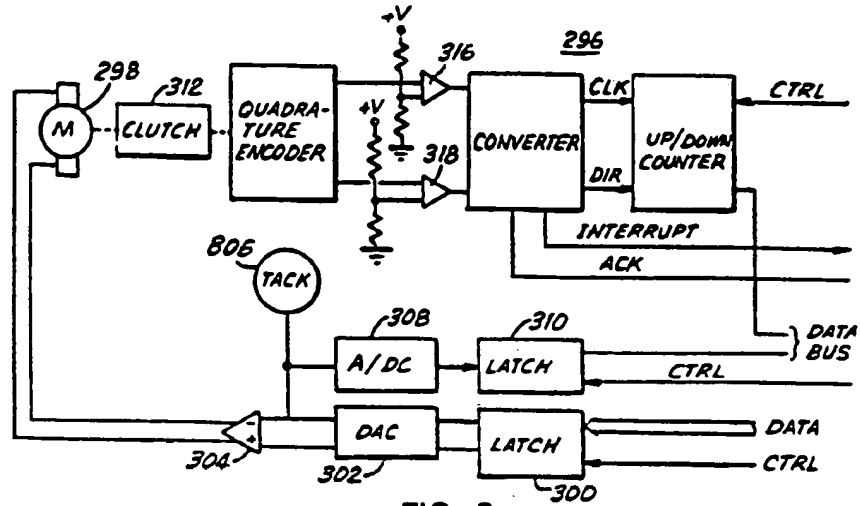 +V
316
296
298
312
CLK
CTRL
M
CLUTCH
QUADRA-
TURE
ENCODER
+V
CONVERTER
UP/DOWN
COUNTER
318
DIR
INTERRUPT
806
ACK
TACK
308
310
DATA
BUS
A/DC
LATCH
CTRL
-
+
304
DAC
302
LATCH
300
DATA
CTRL